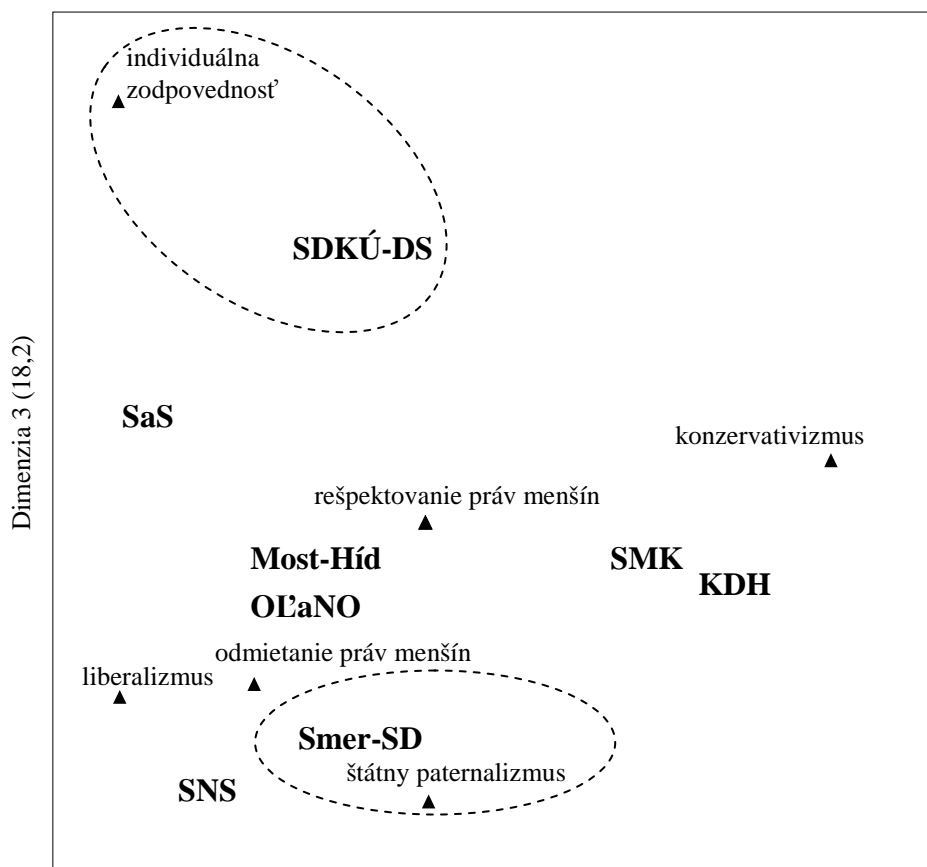 individuálna
zodpovednosť
SDKÚ-DS
SaS
Dimenzia 3 (18,2)
konzervativizmus
rešpektovanie práv menšín
Most-Híd
SMK
KDH
OĽaNO
odmietanie práv menšín
liberalizmus
Smer-SD
štátny paternalizmus
SNS